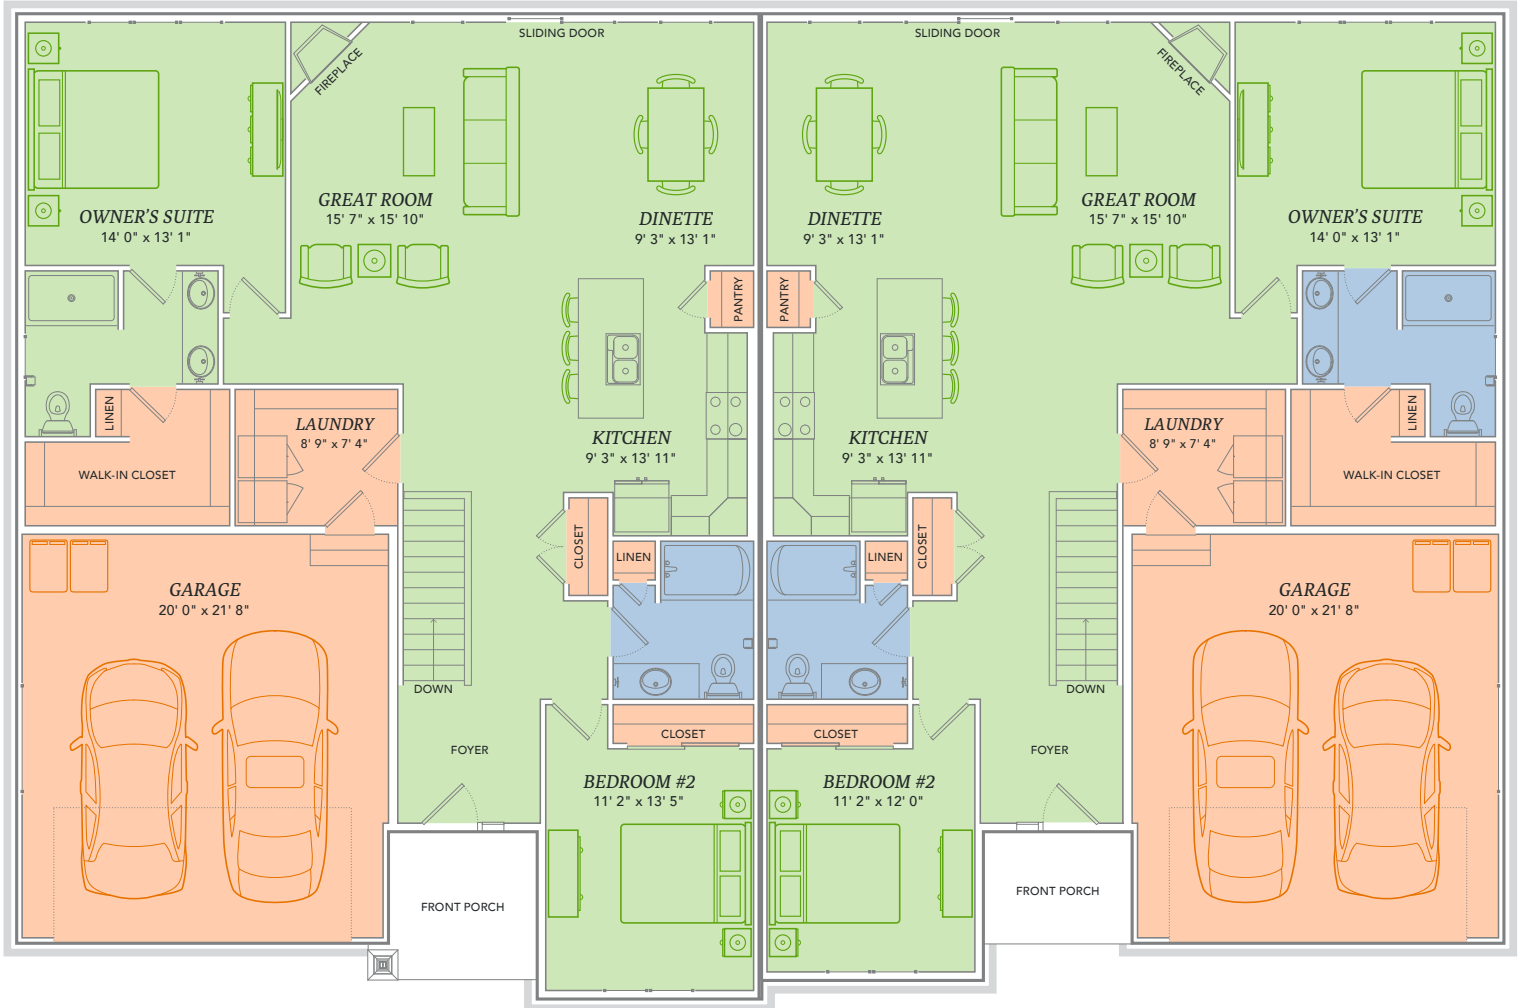 SLIDING DOOR
SLIDING DOOR
FIREPLACE
FIREPLACE
OWNER'S SUITE
14' 0" x 13' 1"
GREAT ROOM
15' 7" x 15' 10"
DINETTE
9' 3" x 13' 1"
DINETTE
9' 3" x 13' 1"
GREAT ROOM
15' 7" x 15' 10"
OWNER'S SUITE
14' 0" x 13' 1"
PANTRY
PANTRY
LINEN
LAUNDRY
8' 9" x 7' 4"
KITCHEN
9' 3" x 13' 11"
KITCHEN
9' 3" x 13' 11"
LAUNDRY
8' 9" x 7' 4"
LINEN
WALK-IN CLOSET
WALK-IN CLOSET
CLOSET
LINEN
LINEN
CLOSET
GARAGE
20' 0" x 21' 8"
GARAGE
20' 0" x 21' 8"
DOWN
DOWN
FOYER
CLOSET
CLOSET
FOYER
BEDROOM #2
11' 2" x 13' 5"
BEDROOM #2
11' 2" x 12' 0"
FRONT PORCH
FRONT PORCH